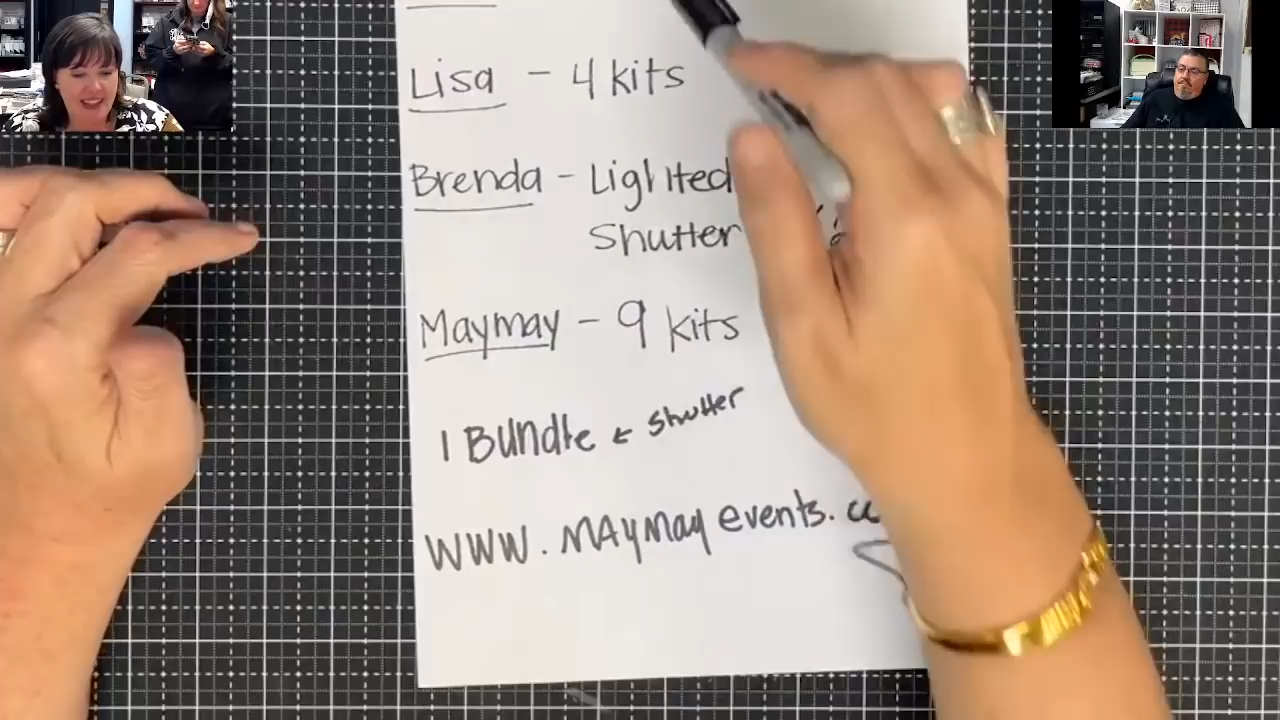 Lisa - 4 kits
Brenda - Lighted
Shutter
Maymay - 9 kits
1 Bundle ← shutter
www.maymayevents.